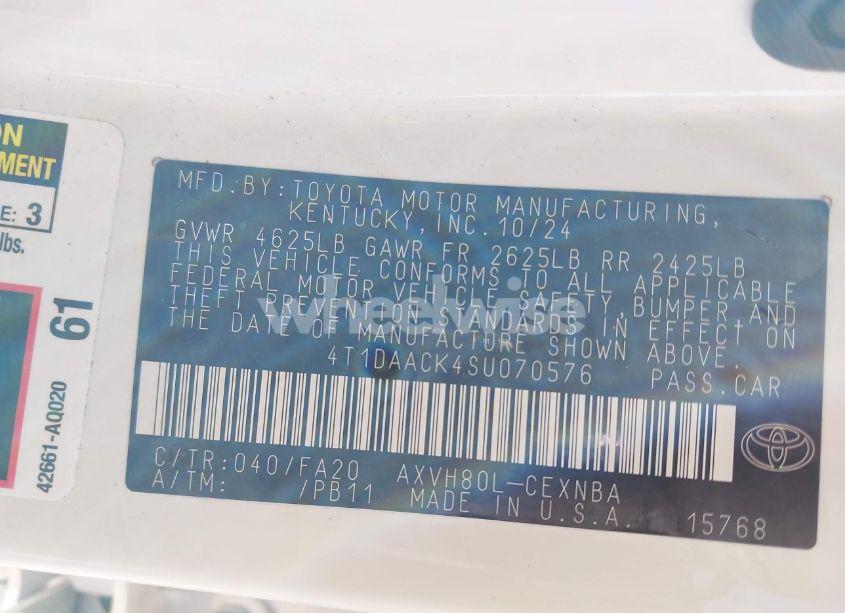 ON
MENT
E: 3
lbs.
61
42661-AQ020
MFD.BY:TOYOTA MOTOR MANUFACTURING,
KENTUCKY,INC.10/24
GVWR 4625LB GAWR FR 2625LB RR 2425LB
THIS VEHICLE CONFORMS TO ALL APPLICABLE
FEDERAL MOTOR VEHICLE SAFETY,BUMPER AND
THEFT PREVENTION STANDARDS IN EFFECT ON
THE DATE OF MANUFACTURE SHOWN ABOVE.
4T1DAACK4SU070576 PASS.CAR
C/TR:040/FA20 AXVH80L-CEXNBA
A/TM: /PB11 MADE IN U.S.A. 15768
wheelwise